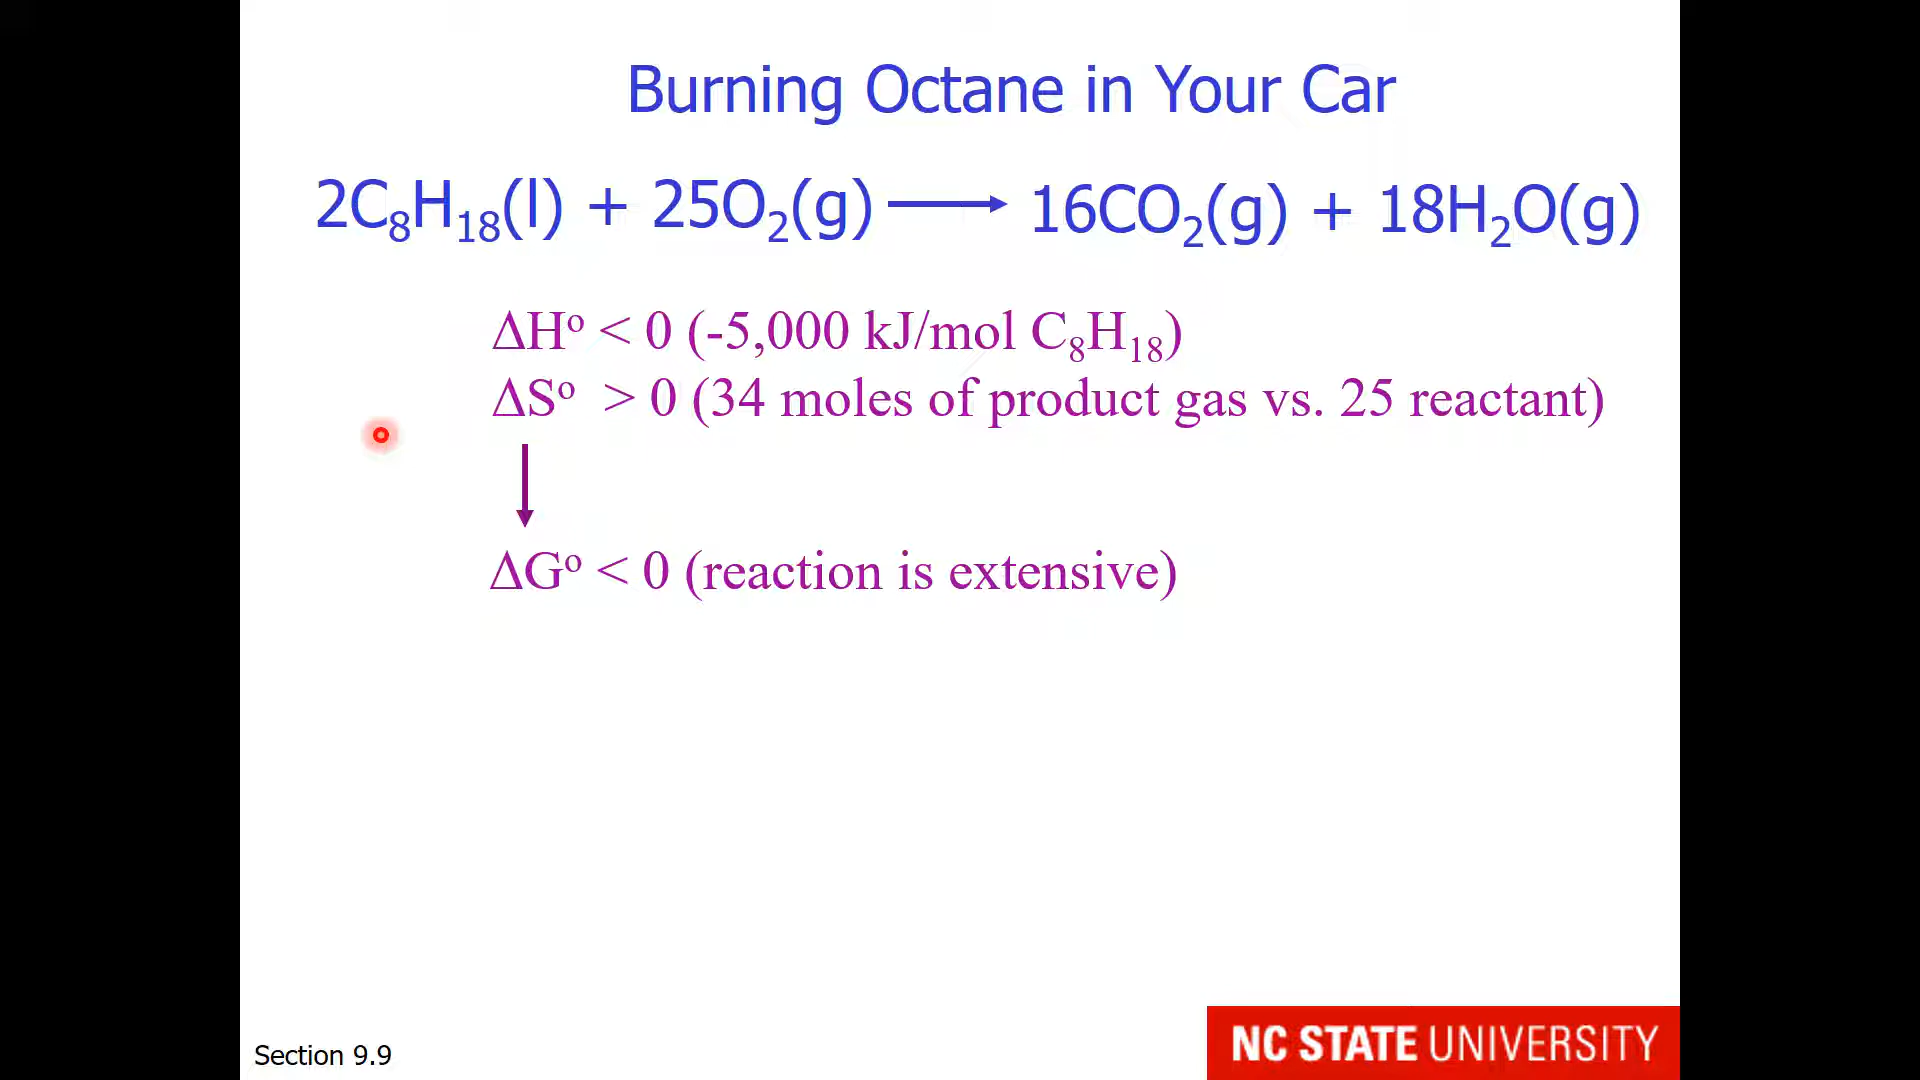 Burning Octane in Your Car
2C₈H₁₈(l) + 25O₂(g) ⟶ 16CO₂(g) + 18H₂O(g)
ΔHº < 0 (-5,000 kJ/mol C₈H₁₈)
ΔSº > 0 (34 moles of product gas vs. 25 reactant)
ΔGº < 0 (reaction is extensive)
Section 9.9
NC STATE UNIVERSITY